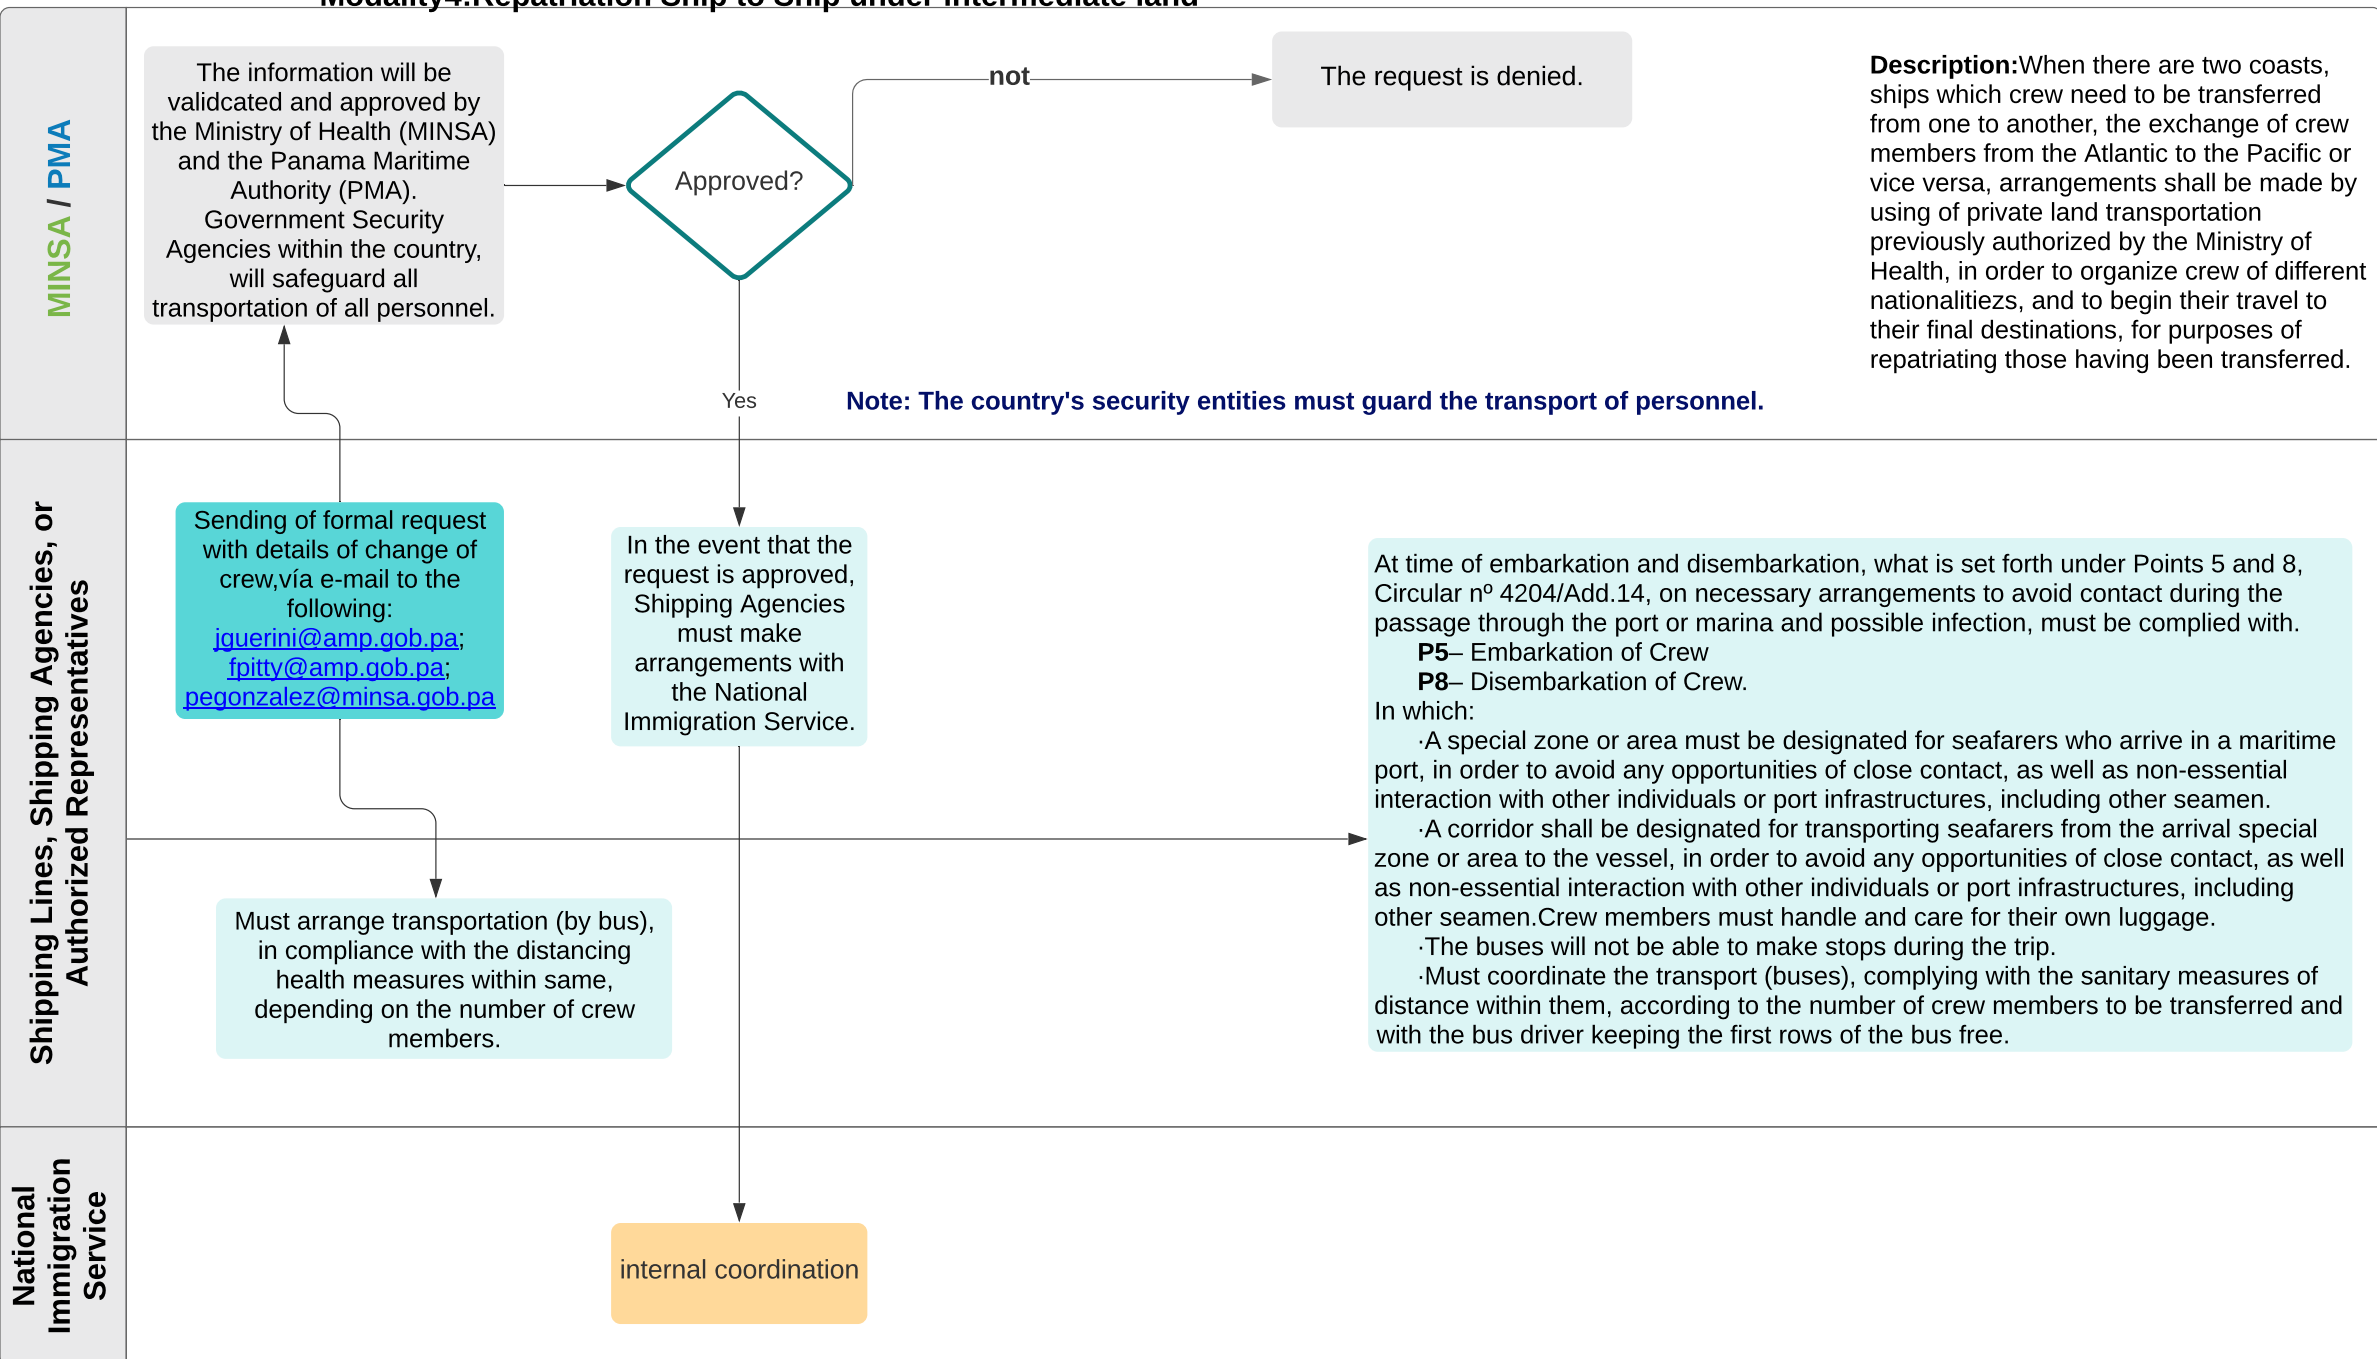 Modality4:Repatriation Ship to Ship under intermediate land
MINSA / PMA
The information will be
validcated and approved by
the Ministry of Health (MINSA)
and the Panama Maritime
Authority (PMA).
Government Security
Agencies within the country,
will safeguard all
transportation of all personnel.
Approved?
not
The request is denied.
Description:When there are two coasts,
ships which crew need to be transferred
from one to another, the exchange of crew
members from the Atlantic to the Pacific or
vice versa, arrangements shall be made by
using of private land transportation
previously authorized by the Ministry of
Health, in order to organize crew of different
nationalitiezs, and to begin their travel to
their final destinations, for purposes of
repatriating those having been transferred.
Yes
Note: The country's security entities must guard the transport of personnel.
Shipping Lines, Shipping Agencies, or
Authorized Representatives
Sending of formal request
with details of change of
crew,vía e-mail to the
following:
jguerini@amp.gob.pa;
fpitty@amp.gob.pa;
pegonzalez@minsa.gob.pa
In the event that the
request is approved,
Shipping Agencies
must make
arrangements with
the National
Immigration Service.
At time of embarkation and disembarkation, what is set forth under Points 5 and 8,
Circular nº 4204/Add.14, on necessary arrangements to avoid contact during the
passage through the port or marina and possible infection, must be complied with.
P5– Embarkation of Crew
P8– Disembarkation of Crew.
In which:
·A special zone or area must be designated for seafarers who arrive in a maritime
port, in order to avoid any opportunities of close contact, as well as non-essential
interaction with other individuals or port infrastructures, including other seamen.
·A corridor shall be designated for transporting seafarers from the arrival special
zone or area to the vessel, in order to avoid any opportunities of close contact, as well
as non-essential interaction with other individuals or port infrastructures, including
other seamen.Crew members must handle and care for their own luggage.
·The buses will not be able to make stops during the trip.
·Must coordinate the transport (buses), complying with the sanitary measures of
distance within them, according to the number of crew members to be transferred and
with the bus driver keeping the first rows of the bus free.
Must arrange transportation (by bus),
in compliance with the distancing
health measures within same,
depending on the number of crew
members.
National
Immigration
Service
internal coordination